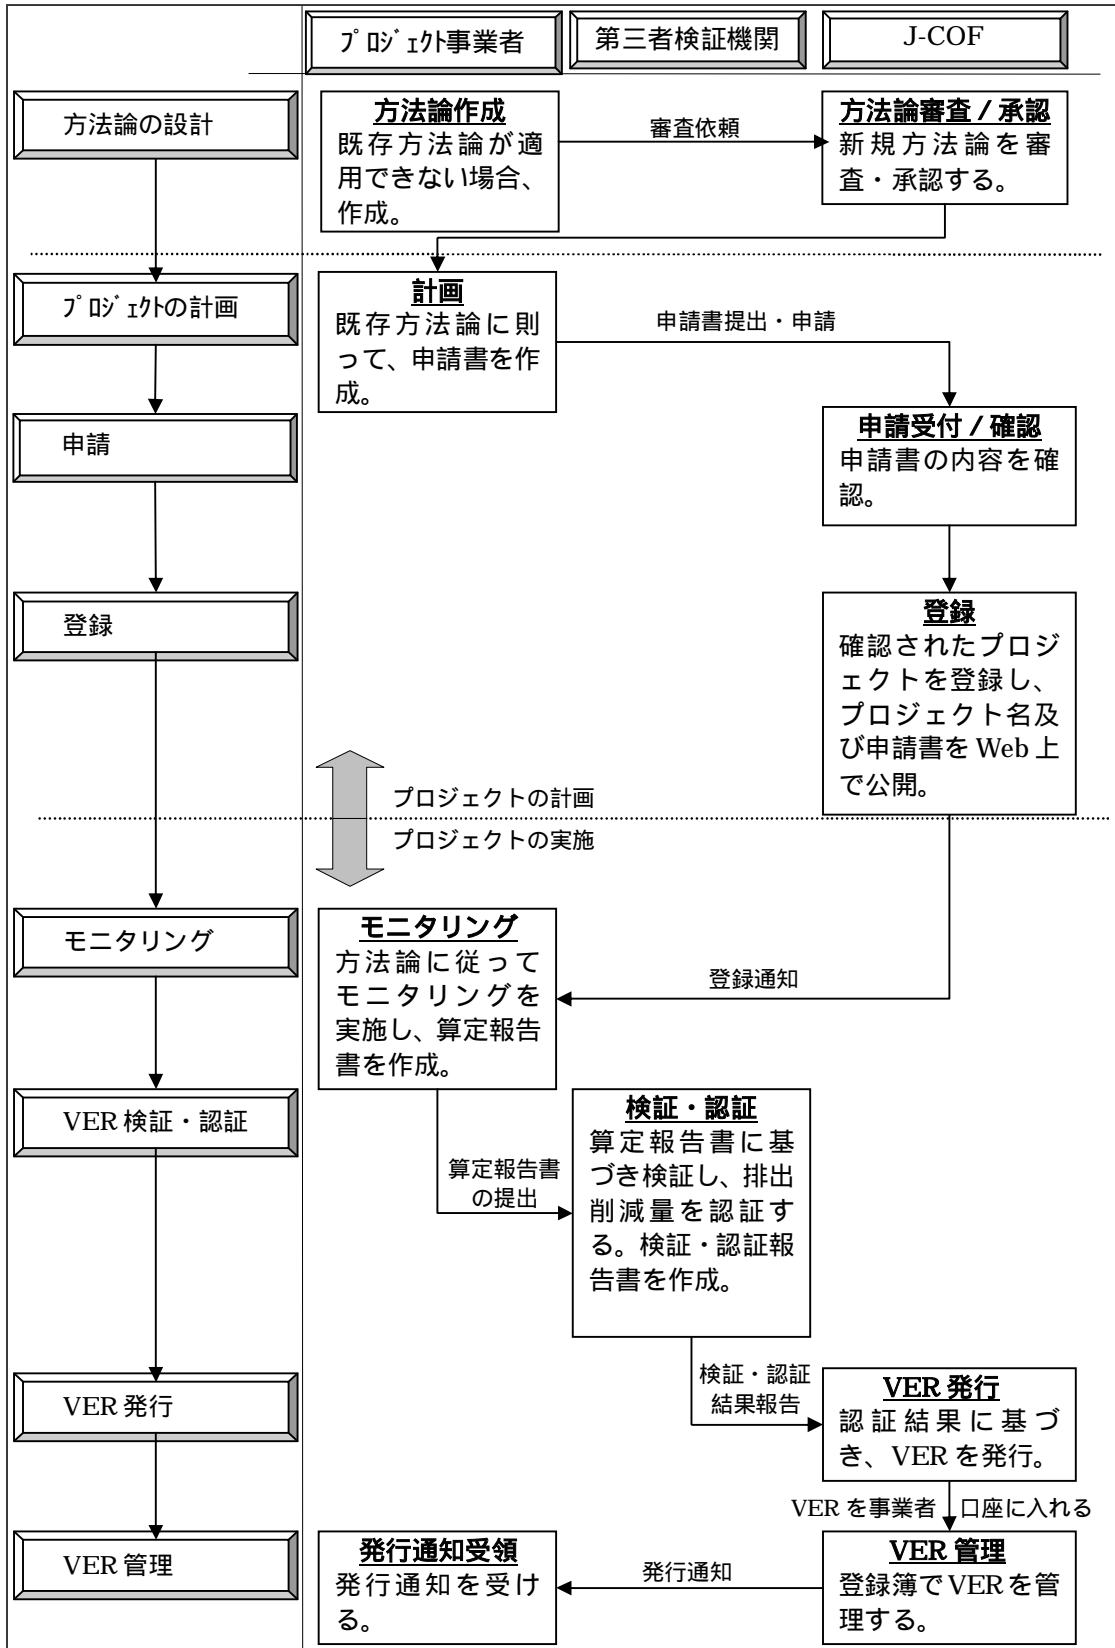 プロジェクト事業者
第三者検証機関
J-COF
方法論の設計
方法論作成
既存方法論が適
用できない場合、
作成。
審査依頼
方法論審査／承認
新規方法論を審
査・承認する。
プロジェクトの計画
計画
既存方法論に則
って、申請書を作
成。
申請書提出・申請
申請
申請受付／確認
申請書の内容を確
認。
登録
登録
確認されたプロジ
ェクトを登録し、
プロジェクト名及
び申請書を Web 上
で公開。
プロジェクトの計画
プロジェクトの実施
モニタリング
モニタリング
方法論に従って
モニタリングを
実施し、算定報告
書を作成。
登録通知
VER 検証・認証
算定報告書
の提出
検証・認証
算定報告書に基
づき検証し、排出
削減量を認証す
る。検証・認証報
告書を作成。
検証・認証
結果報告
VER 発行
VER 発行
認証結果に基づ
き、VER を発行。
VER を事業者 口座に入れる
VER 管理
発行通知受領
発行通知を受け
る。
発行通知
VER 管理
登録簿で VER を管
理する。